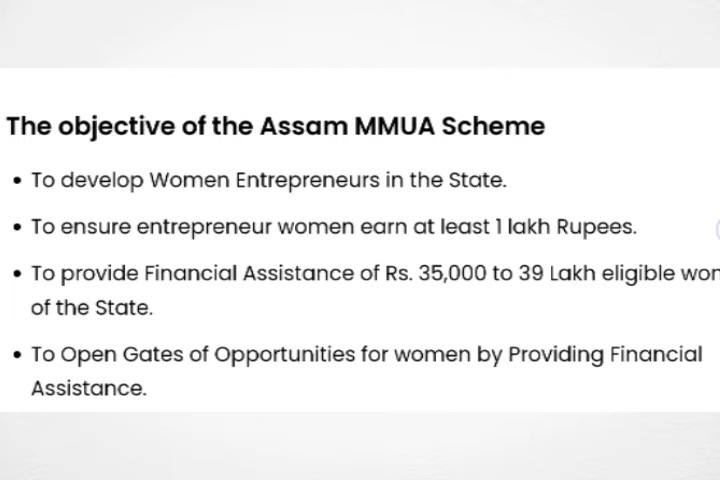 The objective of the Assam MMUA Scheme
• To develop Women Entrepreneurs in the State.
• To ensure entrepreneur women earn at least 1 lakh Rupees.
• To provide Financial Assistance of Rs. 35,000 to 39 Lakh eligible
of the State.
• To Open Gates of Opportunities for women by Providing Financial
Assistance.